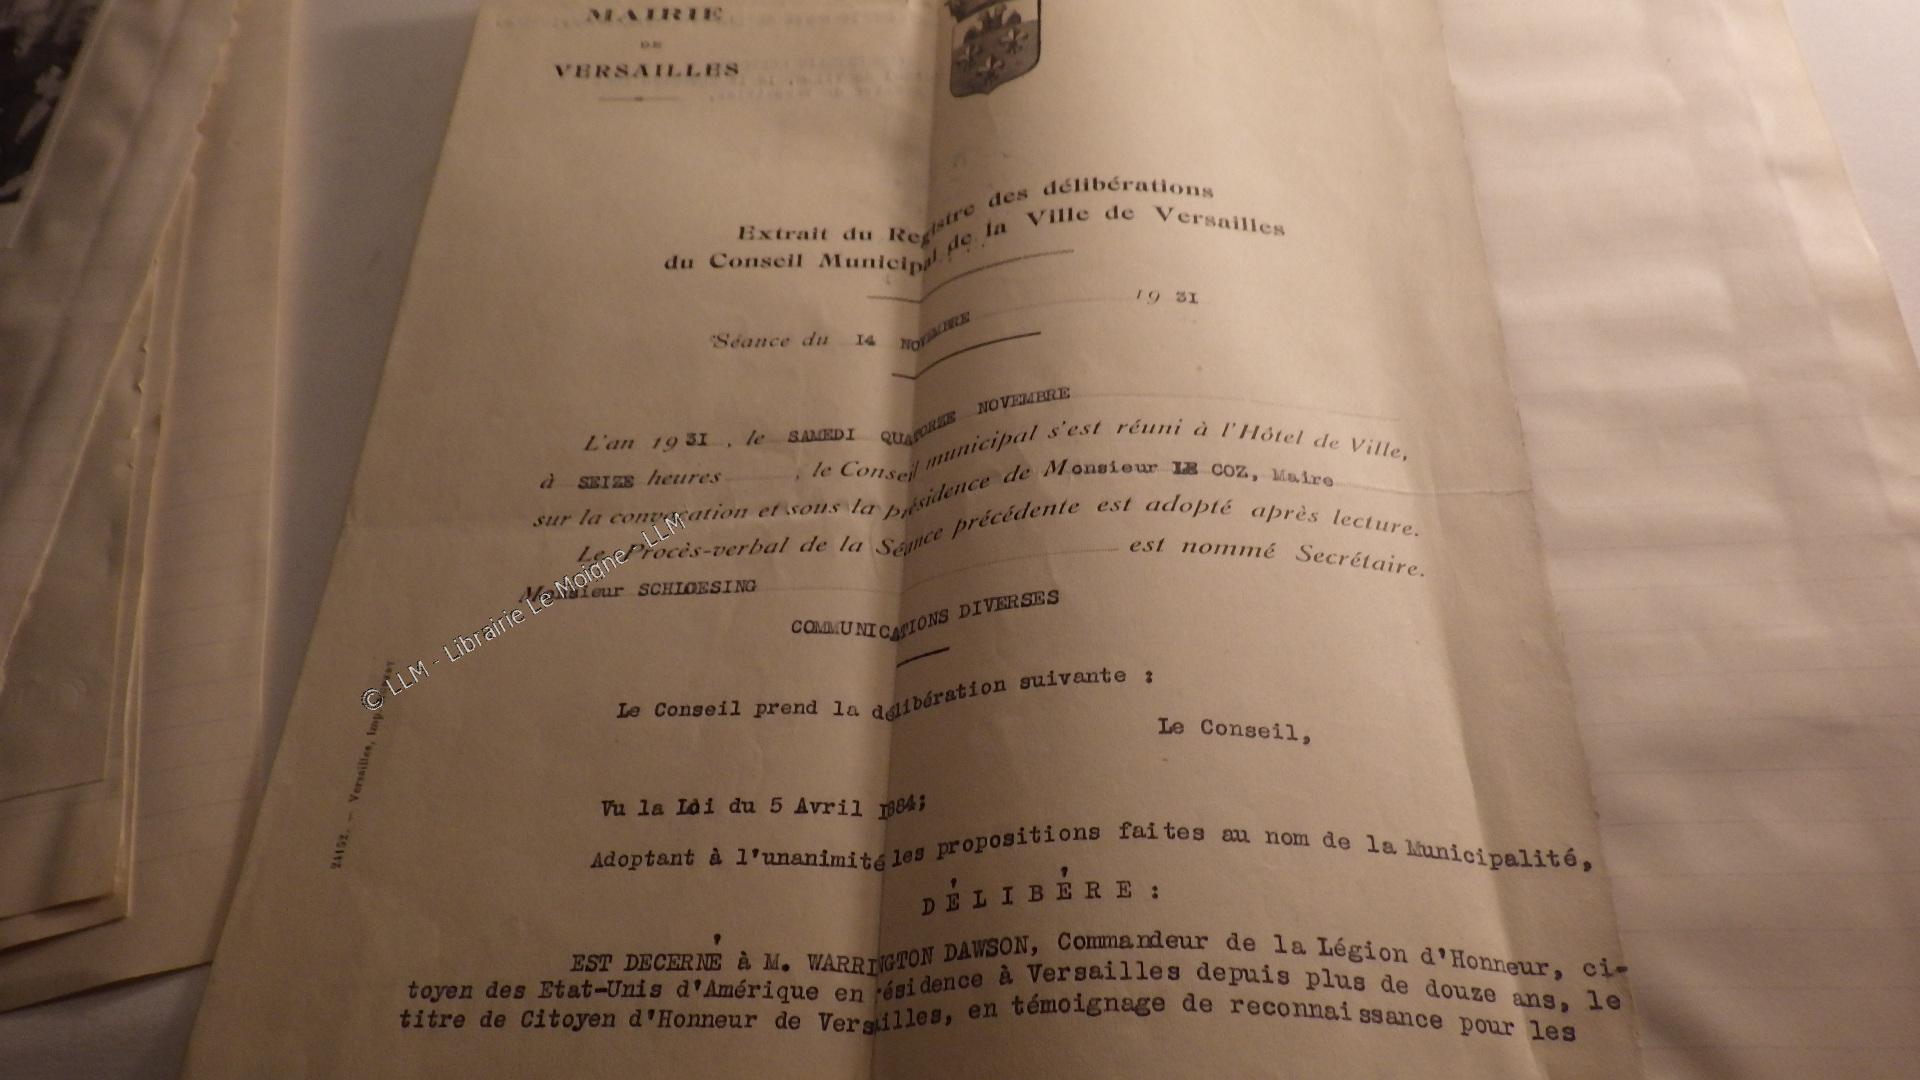 MAIRIE
DE
VERSAILLES
Extrait du Registre des délibérations
du Conseil Municipal de la Ville de Versailles
Séance du 14 NOVEMBRE 1931
L'an 1931, le SAMEDI QUATORZE NOVEMBRE
à SEIZE heures , le Conseil municipal s'est réuni à l'Hôtel de Ville,
sur la convocation et sous la présidence de Monsieur LE COZ, Maire
Le Procès-verbal de la Séance précédente est adopté après lecture.
Monsieur SCHLOESING est nommé Secrétaire.
COMMUNICATIONS DIVERSES
Le Conseil prend la délibération suivante :
Le Conseil,
Vu la Loi du 5 Avril 1884;
Adoptant à l'unanimité les propositions faites au nom de la Municipalité,
DÉLIBÉRE :
EST DECERNÉ à M. WARRINGTON DAWSON, Commandeur de la Légion d'Honneur, ci-
toyen des Etat-Unis d'Amérique en résidence à Versailles depuis plus de douze ans, le
titre de Citoyen d'Honneur de Versailles, en témoignage de reconnaissance pour les
24152. — Versailles, Imp.
© LLM - Librairie Le Moigne - LLM